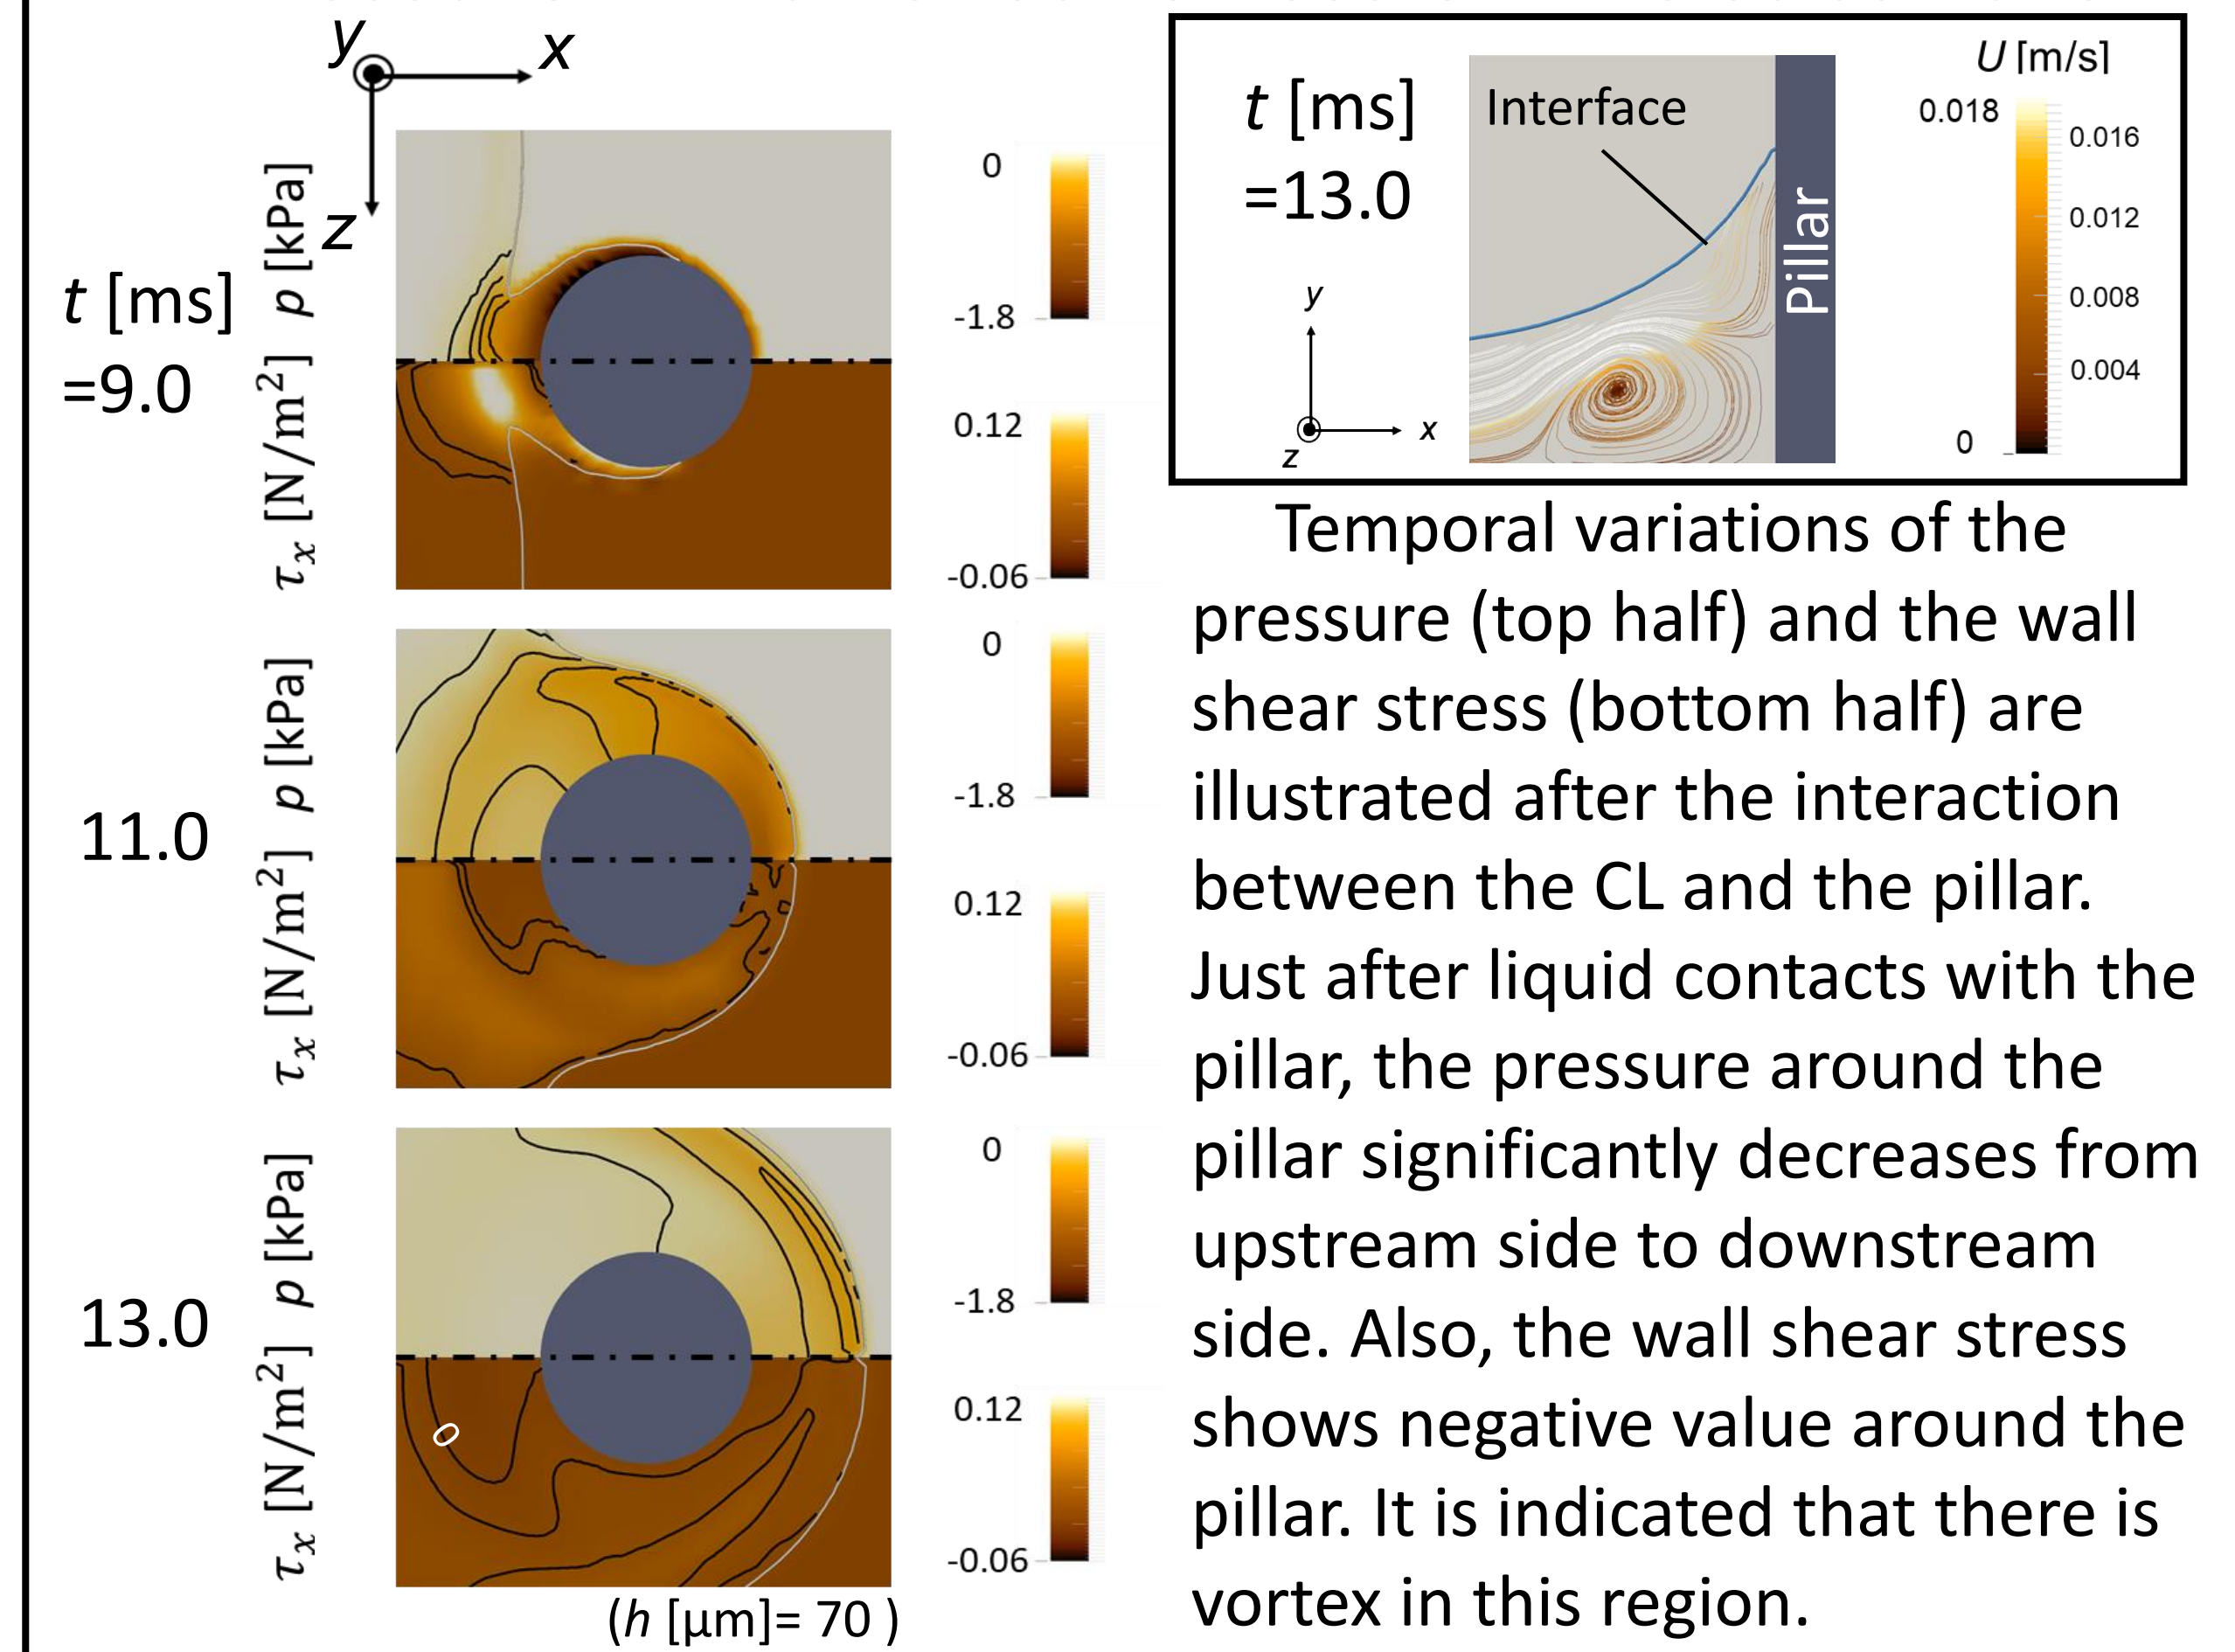 y
x
z
t [ms]
=9.0
p [kPa]
τx [N/m²]
0
-1.8
0.12
-0.06
11.0
p [kPa]
τx [N/m²]
0
-1.8
0.12
-0.06
13.0
p [kPa]
τx [N/m²]
0
0
-1.8
0.12
-0.06
(h [μm]= 70 )
t [ms]
=13.0
Interface
Pillar
y
x
z
U [m/s]
0.018
0.016
0.012
0.008
0.004
0
Temporal variations of the
pressure (top half) and the wall
shear stress (bottom half) are
illustrated after the interaction
between the CL and the pillar.
Just after liquid contacts with the
pillar, the pressure around the
pillar significantly decreases from
upstream side to downstream
side. Also, the wall shear stress
shows negative value around the
pillar. It is indicated that there is
vortex in this region.